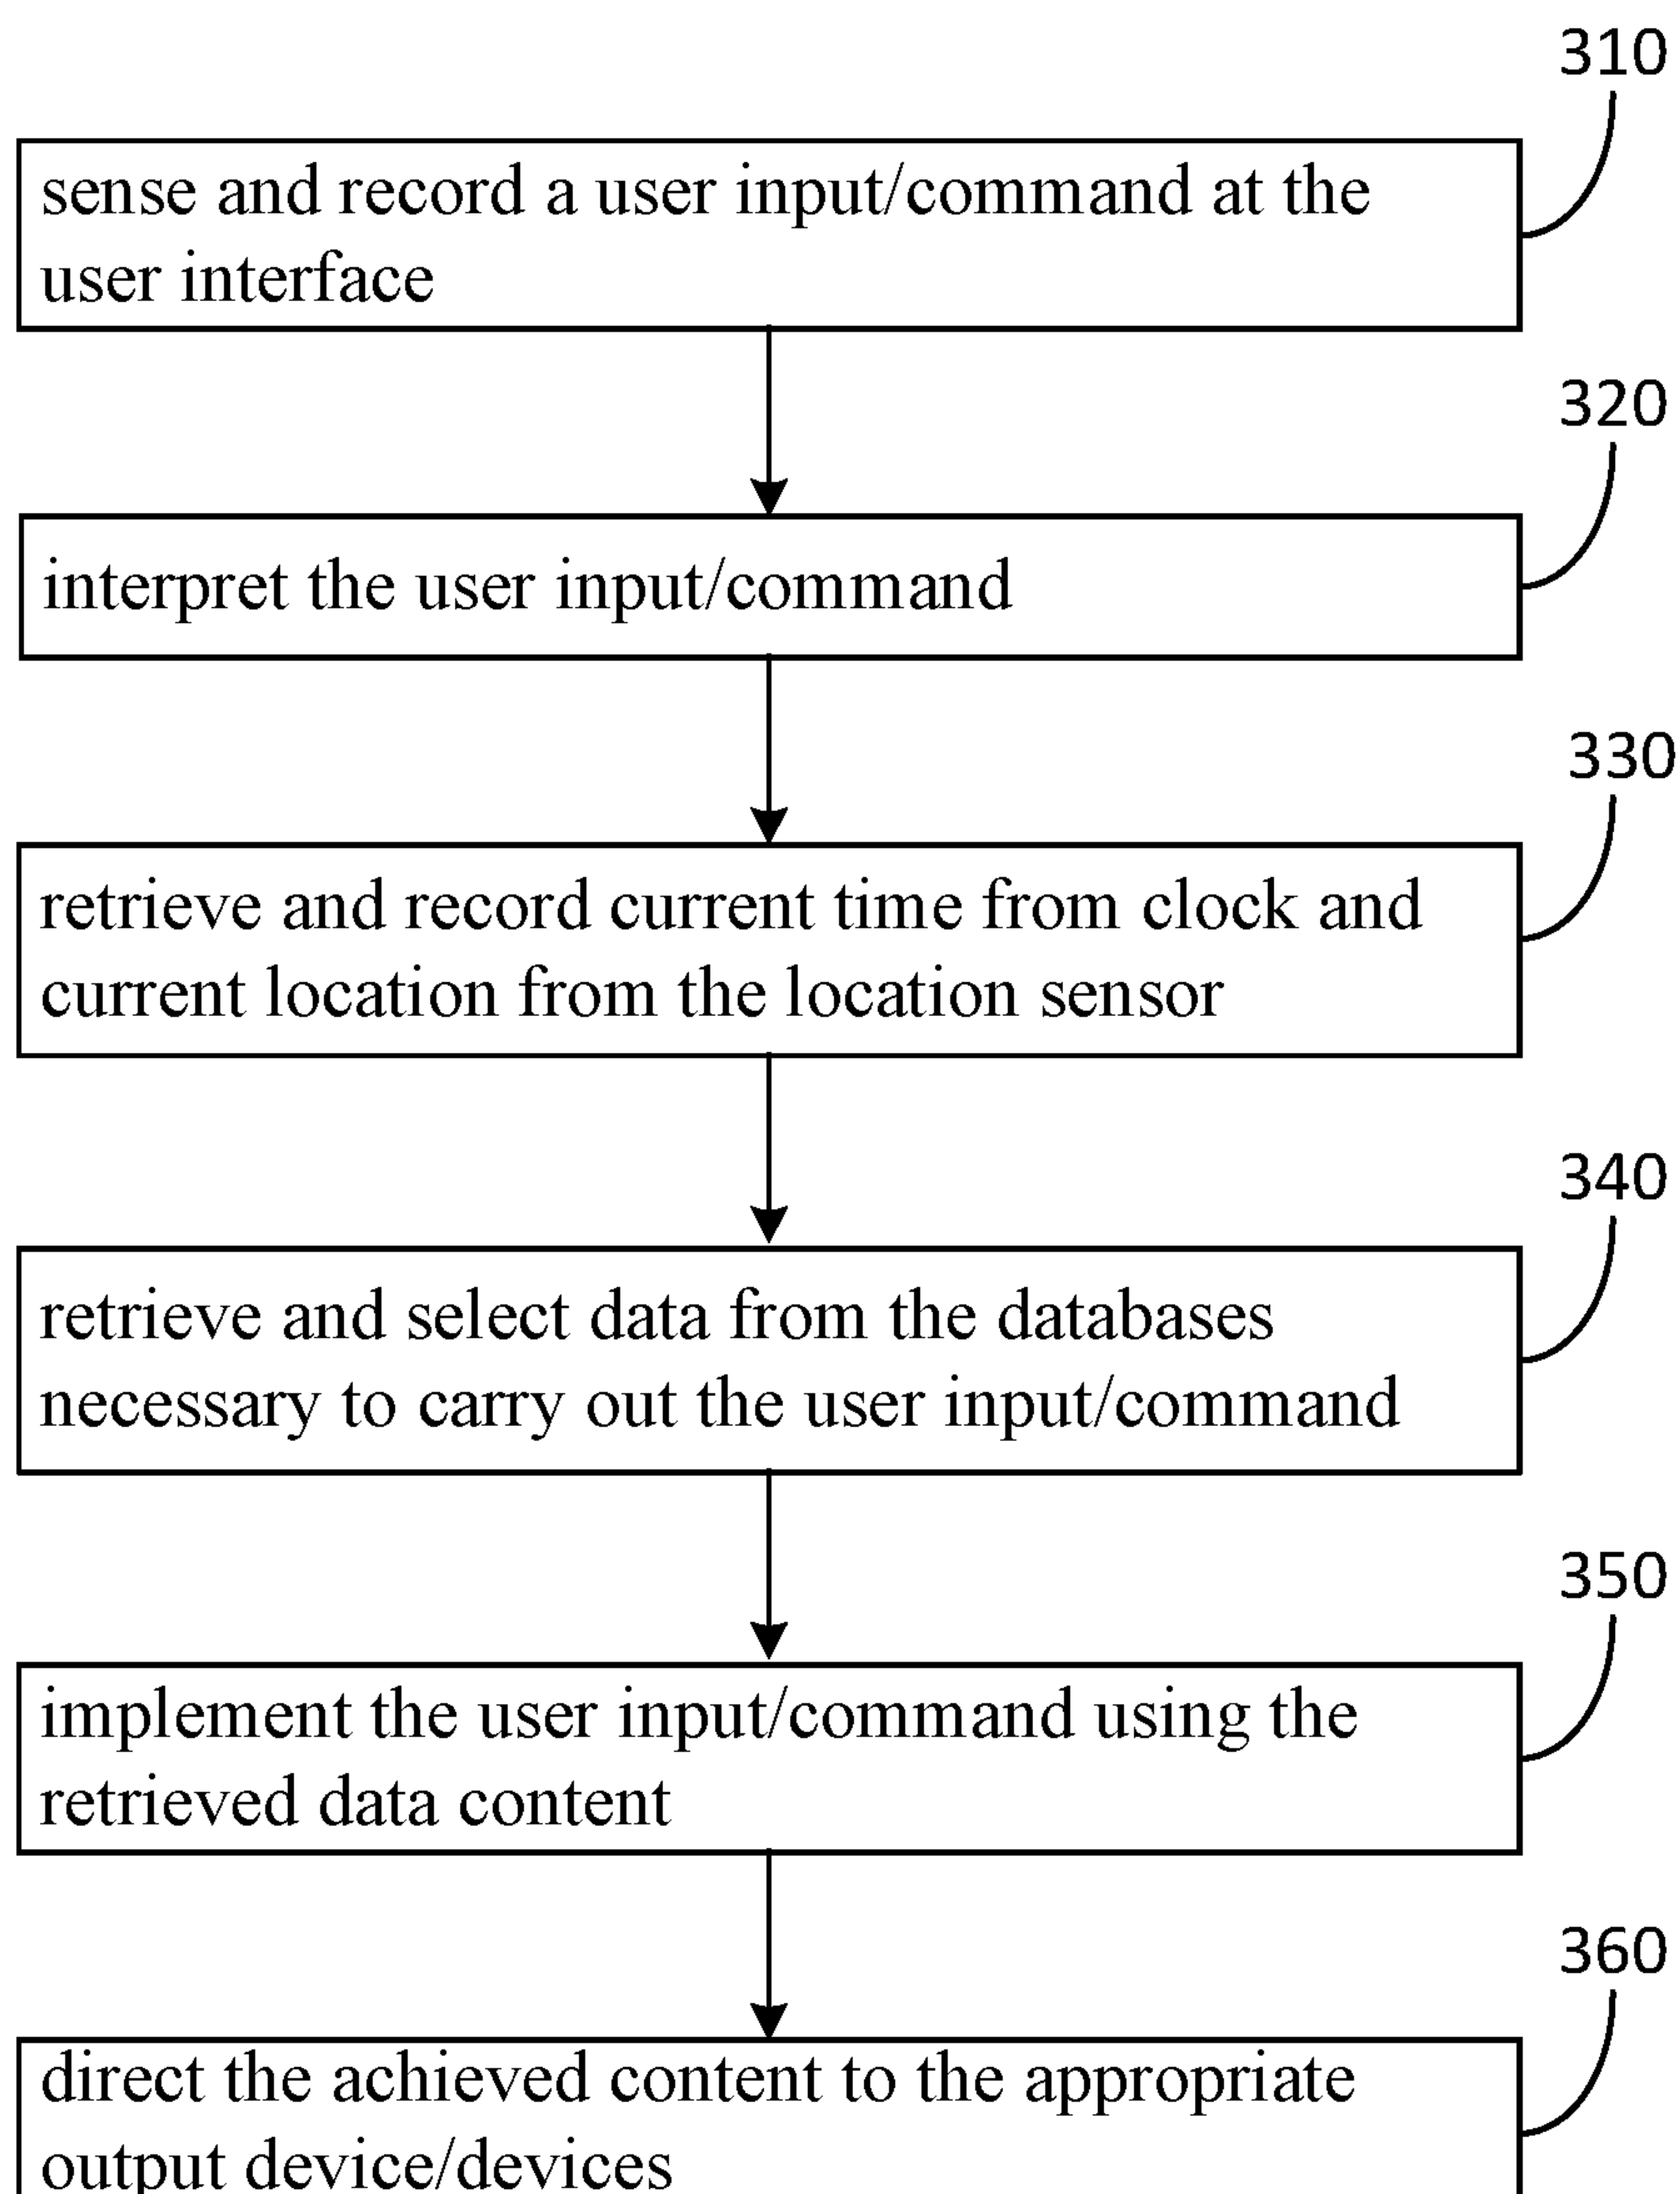 310
sense and record a user input/command at the
user interface
320
interpret the user input/command
330
retrieve and record current time from clock and
current location from the location sensor
340
retrieve and select data from the databases
necessary to carry out the user input/command
350
implement the user input/command using the
retrieved data content
360
direct the achieved content to the appropriate
output device/devices